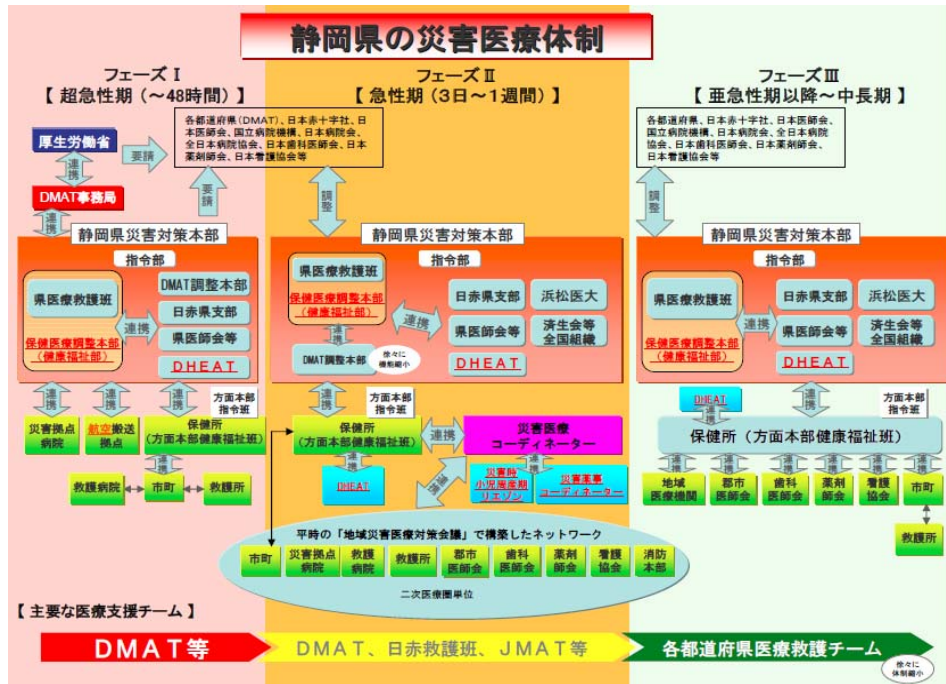 静岡県の災害医療体制
フェーズⅠ
【 超急性期(～48時間) 】
厚生労働省
連携
DMAT事務局
連携
要請
要請
各都道府県(DMAT)、日本赤十字社、日
本医師会、国立病院機構、日本病院会、
全日本病院協会、日本歯科医師会、日本
薬剤師会、日本看護協会等
静岡県災害対策本部
指令部
県医療救護班
保健医療調整本部
(健康福祉部)
連携
DMAT調整本部
日赤県支部
県医師会等
DHEAT
連携
連携
連携
方面本部
指令班
災害拠点
病院
航空搬送
拠点
保健所
(方面本部健康福祉班)
連携
救護病院
市町
救護所
フェーズⅡ
【 急性期(3日～1週間) 】
調整
静岡県災害対策本部
指令部
県医療救護班
保健医療調整本部
(健康福祉部)
連携
DMAT調整本部
徐々に
機能縮小
連携
日赤県支部
浜松医大
県医師会等
済生会等
全国組織
DHEAT
連携
方面本部
指令班
保健所
(方面本部健康福祉班)
連携
災害医療
コーディネーター
連携
DHEAT
連携
連携
災害時
小児周産期
リエゾン
災害薬事
コーディネーター
平時の「地域災害医療対策会議」で構築したネットワーク
市町
災害拠点
病院
救護
病院
救護所
郡市
医師会
歯科
医師会
薬剤
師会
看護
協会
消防
本部
二次医療圏単位
フェーズⅢ
【 亜急性期以降～中長期 】
各都道府県、日本赤十字社、日本医師会、
国立病院機構、日本病院会、全日本病院
協会、日本歯科医師会、日本薬剤師会、
日本看護協会等
調整
静岡県災害対策本部
指令部
県医療救護班
保健医療調整本部
(健康福祉部)
連携
日赤県支部
浜松医大
県医師会等
済生会等
全国組織
DHEAT
連携
方面本部
指令班
DHEAT
連携
保健所(方面本部健康福祉班)
連携
連携
連携
連携
連携
連携
地域
医療機関
郡市
医師会
歯科
医師会
薬剤
師会
看護
協会
市町
救護所
【 主要な医療支援チーム 】
DMAT等
DMAT、日赤救護班、JMAT等
各都道府県医療救護チーム
徐々に
体制縮小